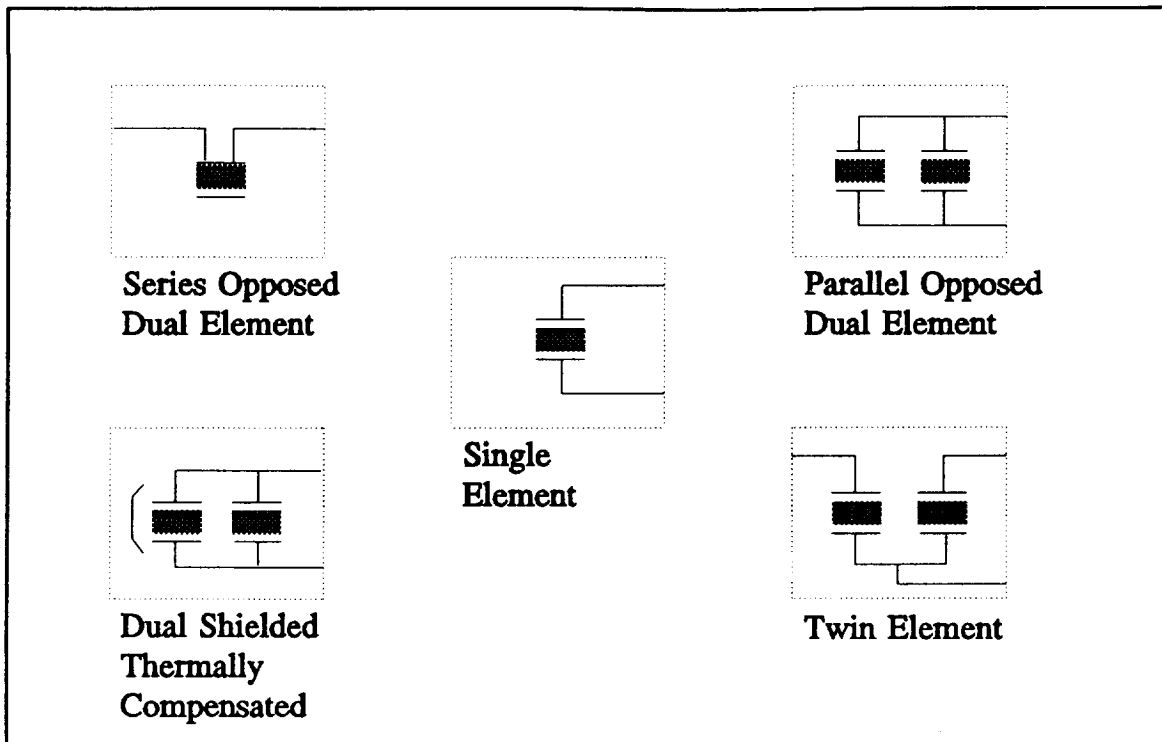 Series Opposed
Dual Element
Parallel Opposed
Dual Element
Single
Element
Dual Shielded
Thermally
Compensated
Twin Element